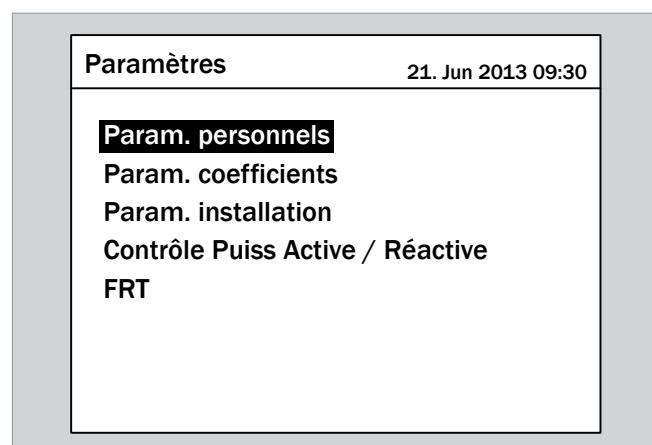 Paramètres
21. Jun 2013 09:30
Param. personnels
Param. coefficients
Param. installation
Contrôle Puiss Active / Réactive
FRT